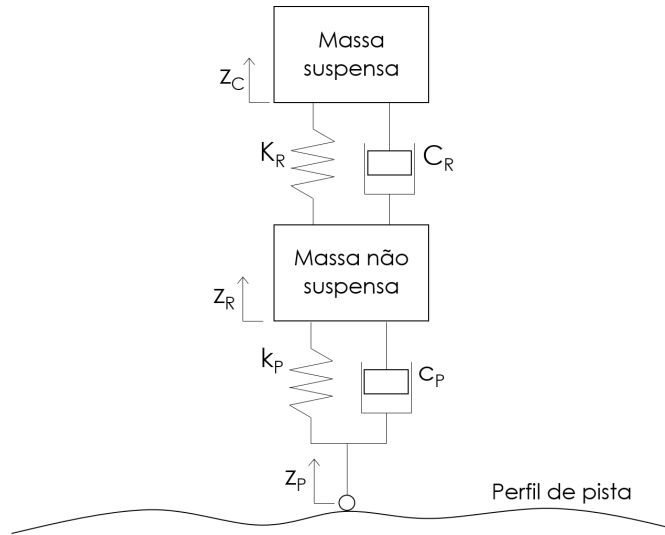 Massa
suspensa
z_C
K_R
C_R
Massa não
suspensa
z_R
k_P
c_P
z_P
Perfil de pista